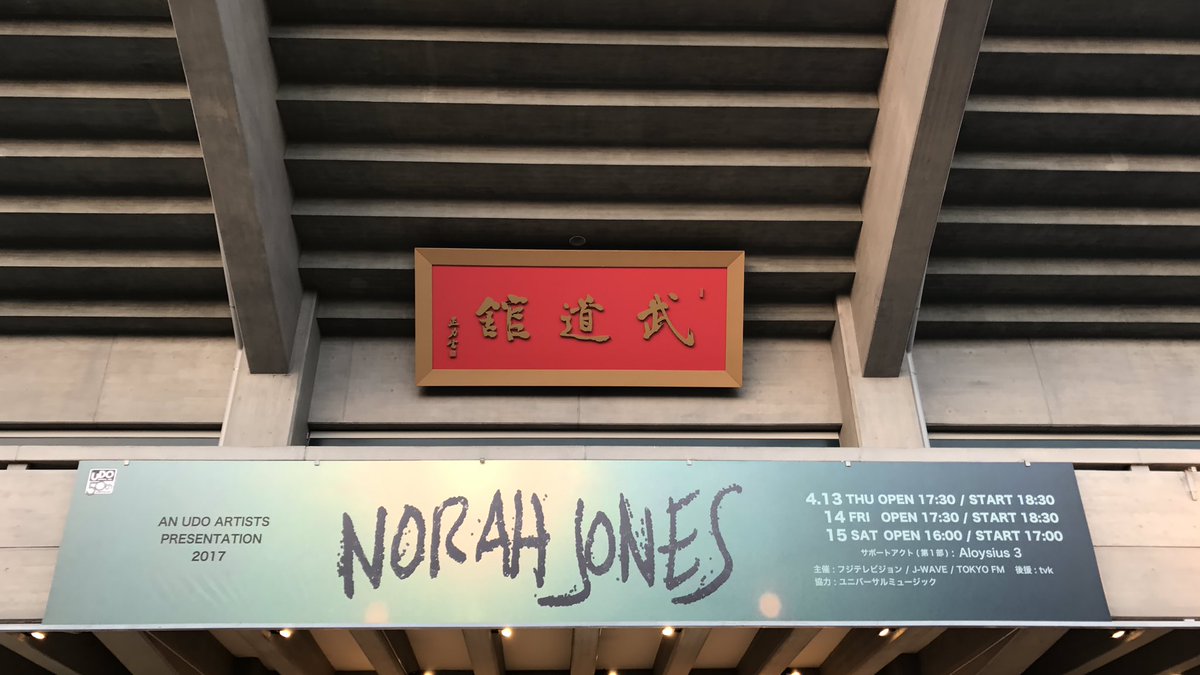 武道館
正力書
UDO
AN UDO ARTISTS
PRESENTATION
2017
NORAH JONES
4.13 THU OPEN 17:30 / START 18:30
14 FRI OPEN 17:30 / START 18:30
15 SAT OPEN 16:00 / START 17:00
サポートアクト ( 第1部 ) : Aloysius 3
主催 : フジテレビジョン / J-WAVE / TOKYO FM 後援 : tvk
協力 : ユニバーサルミュージック